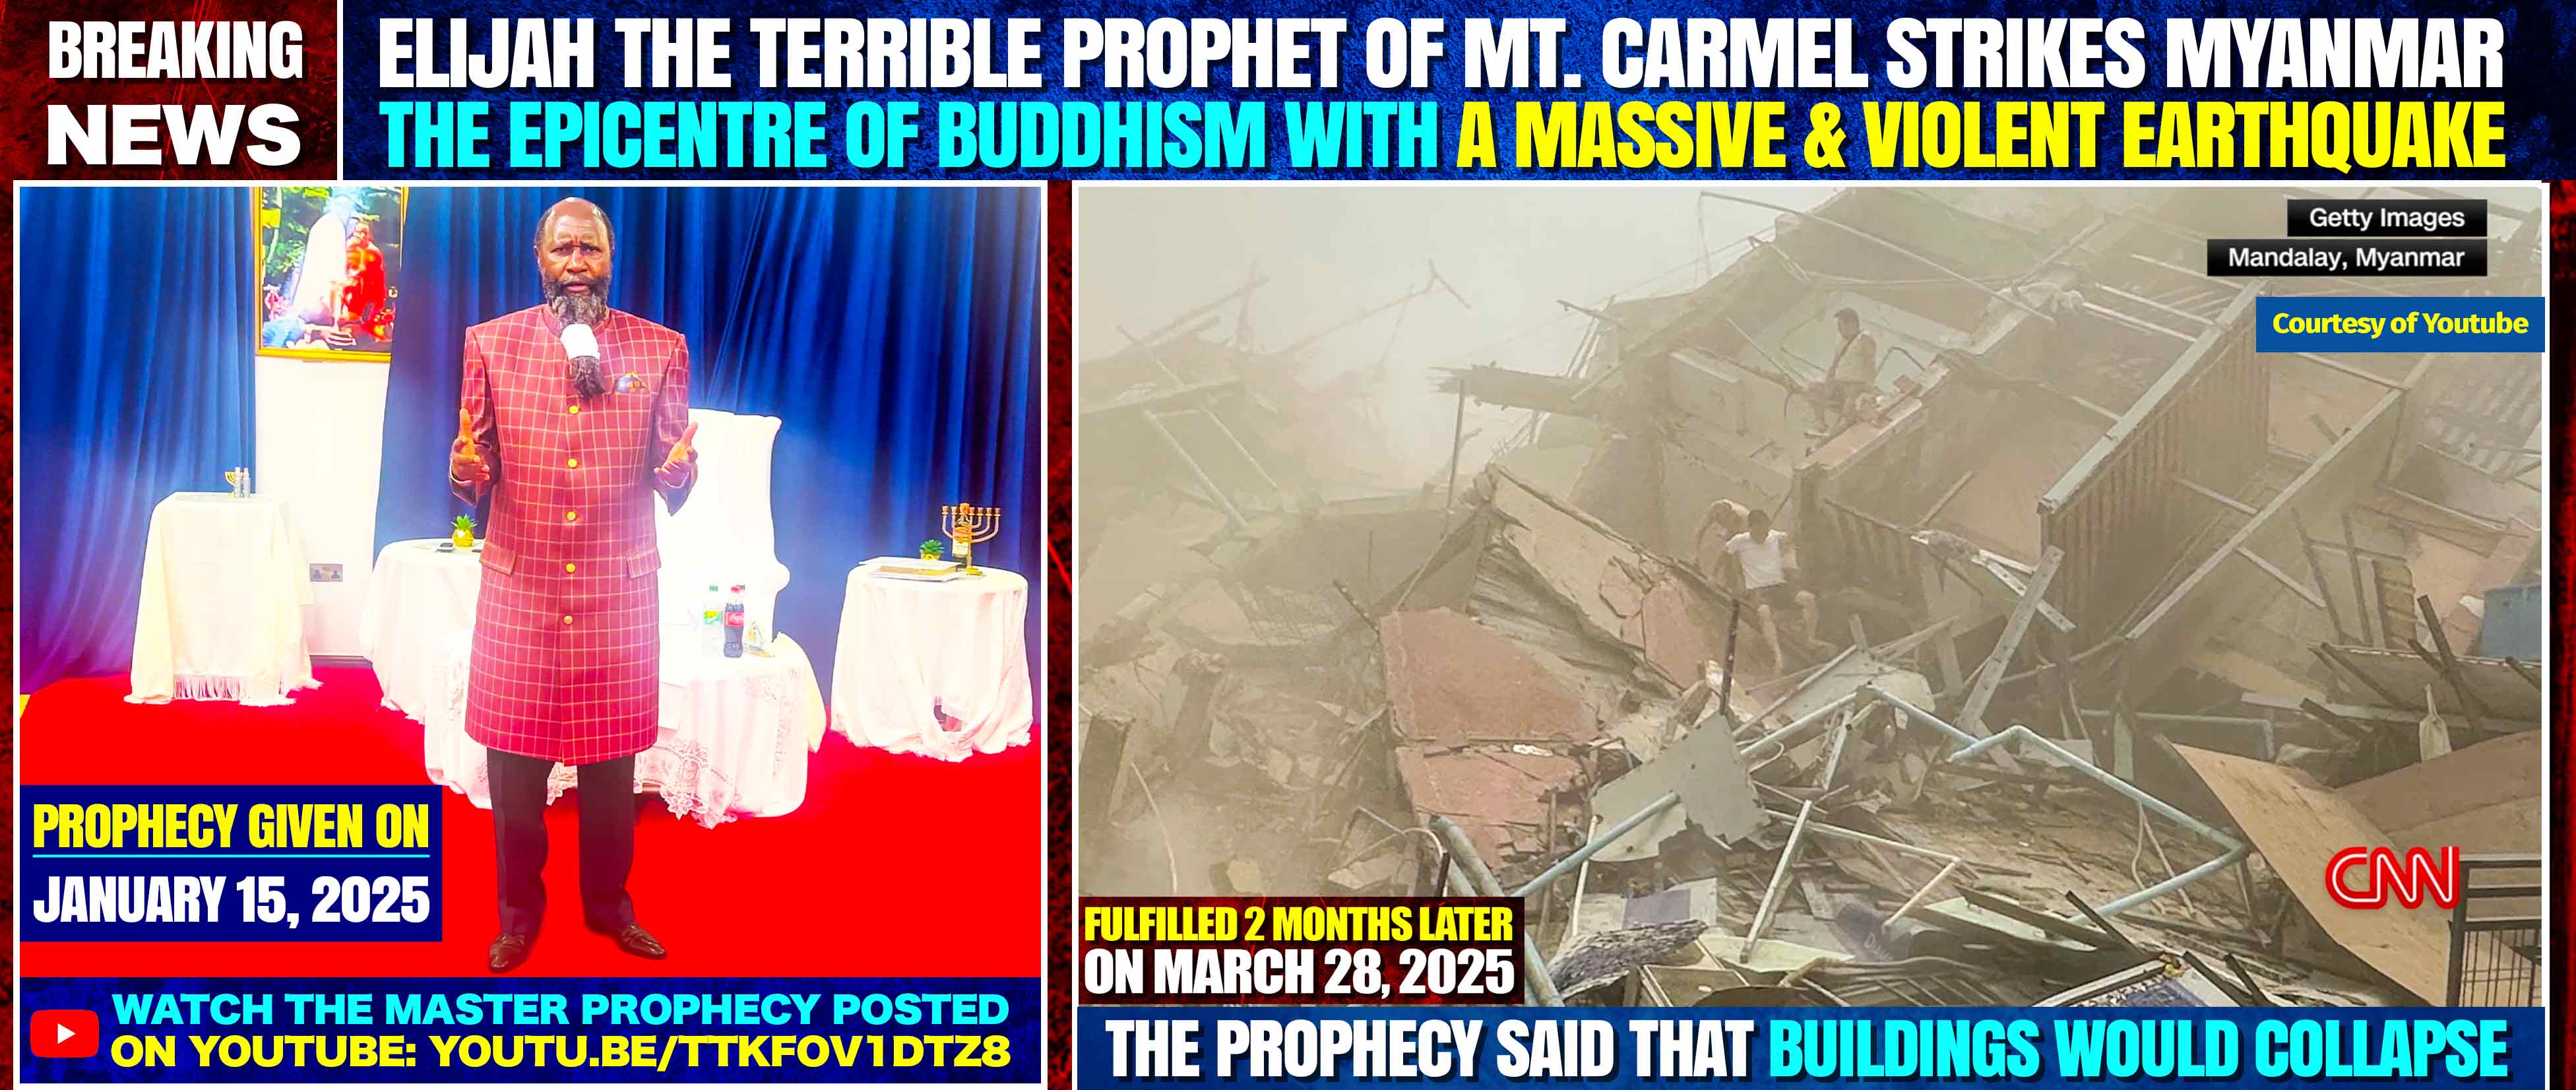 BREAKING
NEWS
ELIJAH THE TERRIBLE PROPHET OF MT. CARMEL STRIKES MYANMAR
THE EPICENTRE OF BUDDHISM WITH A MASSIVE & VIOLENT EARTHQUAKE
Getty Images
Mandalay, Myanmar
Courtesy of Youtube
PROPHECY GIVEN ON
JANUARY 15, 2025
WATCH THE MASTER PROPHECY POSTED
ON YOUTUBE: YOUTU.BE/TTKFOV1DTZ8
CNN
FULFILLED 2 MONTHS LATER
ON MARCH 28, 2025
THE PROPHECY SAID THAT BUILDINGS WOULD COLLAPSE